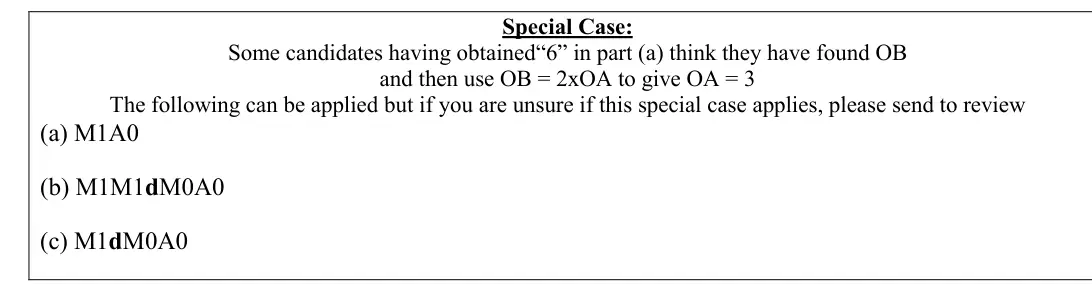 Special Case:
Some candidates having obtained“6” in part (a) think they have found OB
and then use OB = 2xOA to give OA = 3
The following can be applied but if you are unsure if this special case applies, please send to review
(a) M1A0
(b) M1M1dM0A0
(c) M1dM0A0